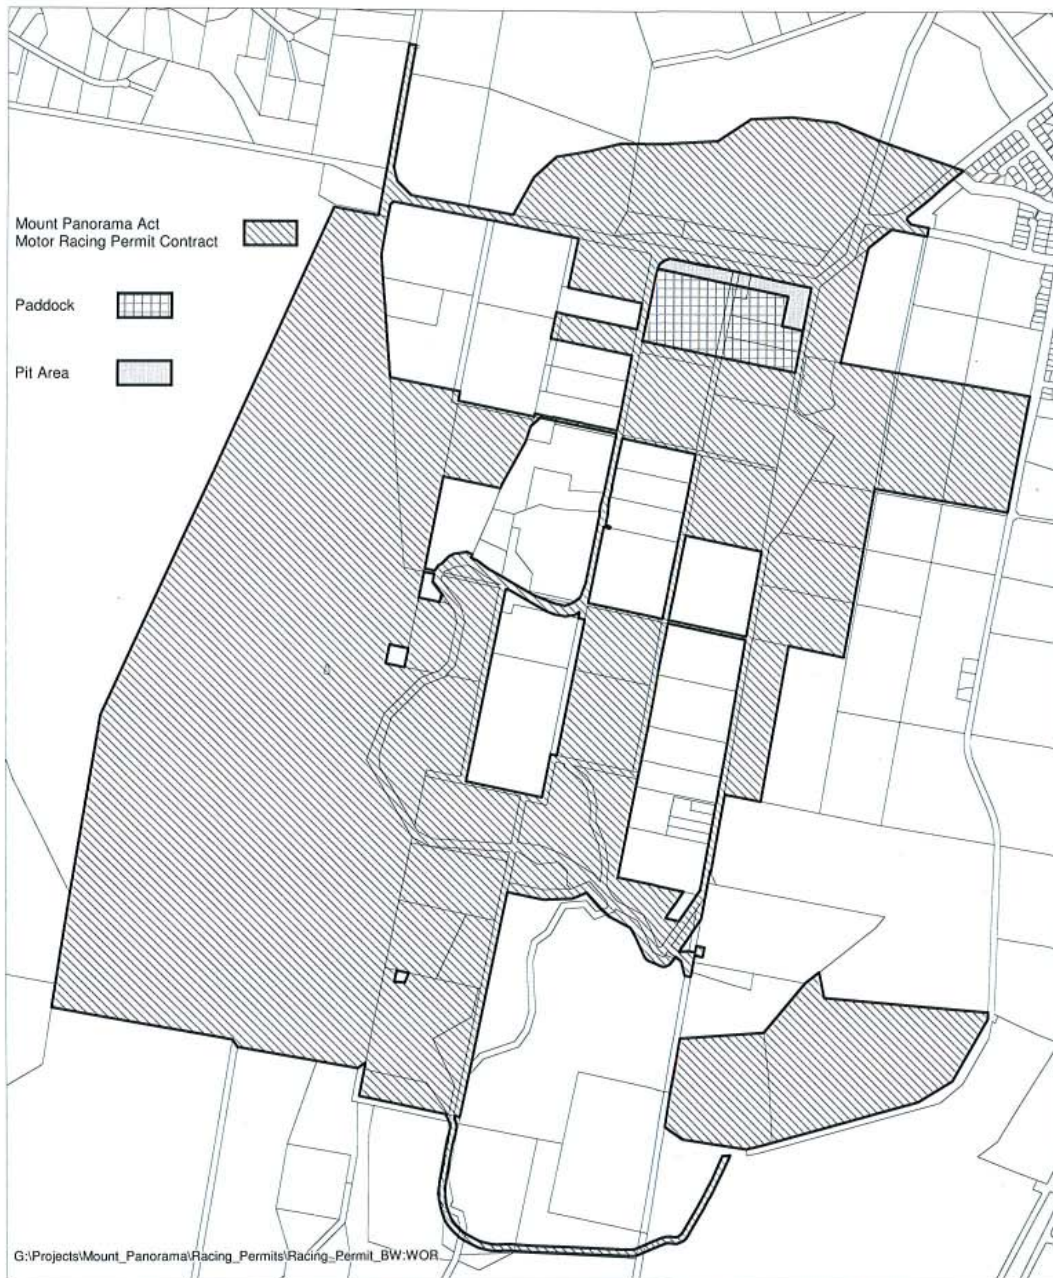 Mount Panorama Act
Motor Racing Permit Contract
Paddock
Pit Area
G:\Projects\Mount_Panorama\Racing_Permits\Racing_Permit_BW.WOR